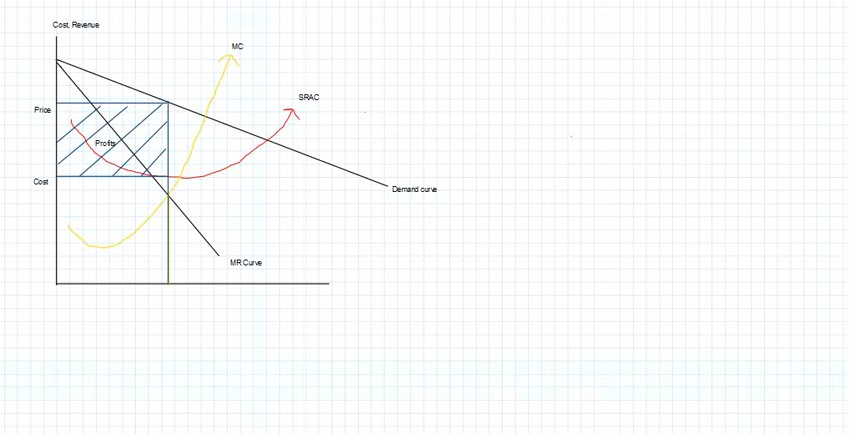 Cost, Revenue
MC
SRAC
Price
Profits
Cost
Demand curve
MR Curve